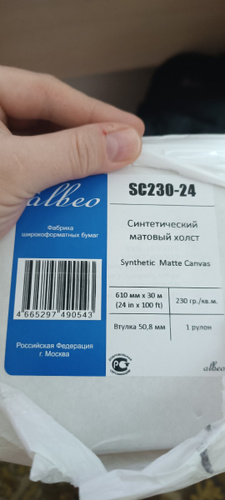 albeo
SC230-24
Фабрика
широкоформатных бумаг
Синтетический
матовый холст
Synthetic Matte Canvas
4 665297 490543
610 мм х 30 м
(24 in x 100 ft)
230 гр./кв.м.
Втулка 50,8 мм
1 рулон
Российская Федерация
г. Москва
albeo